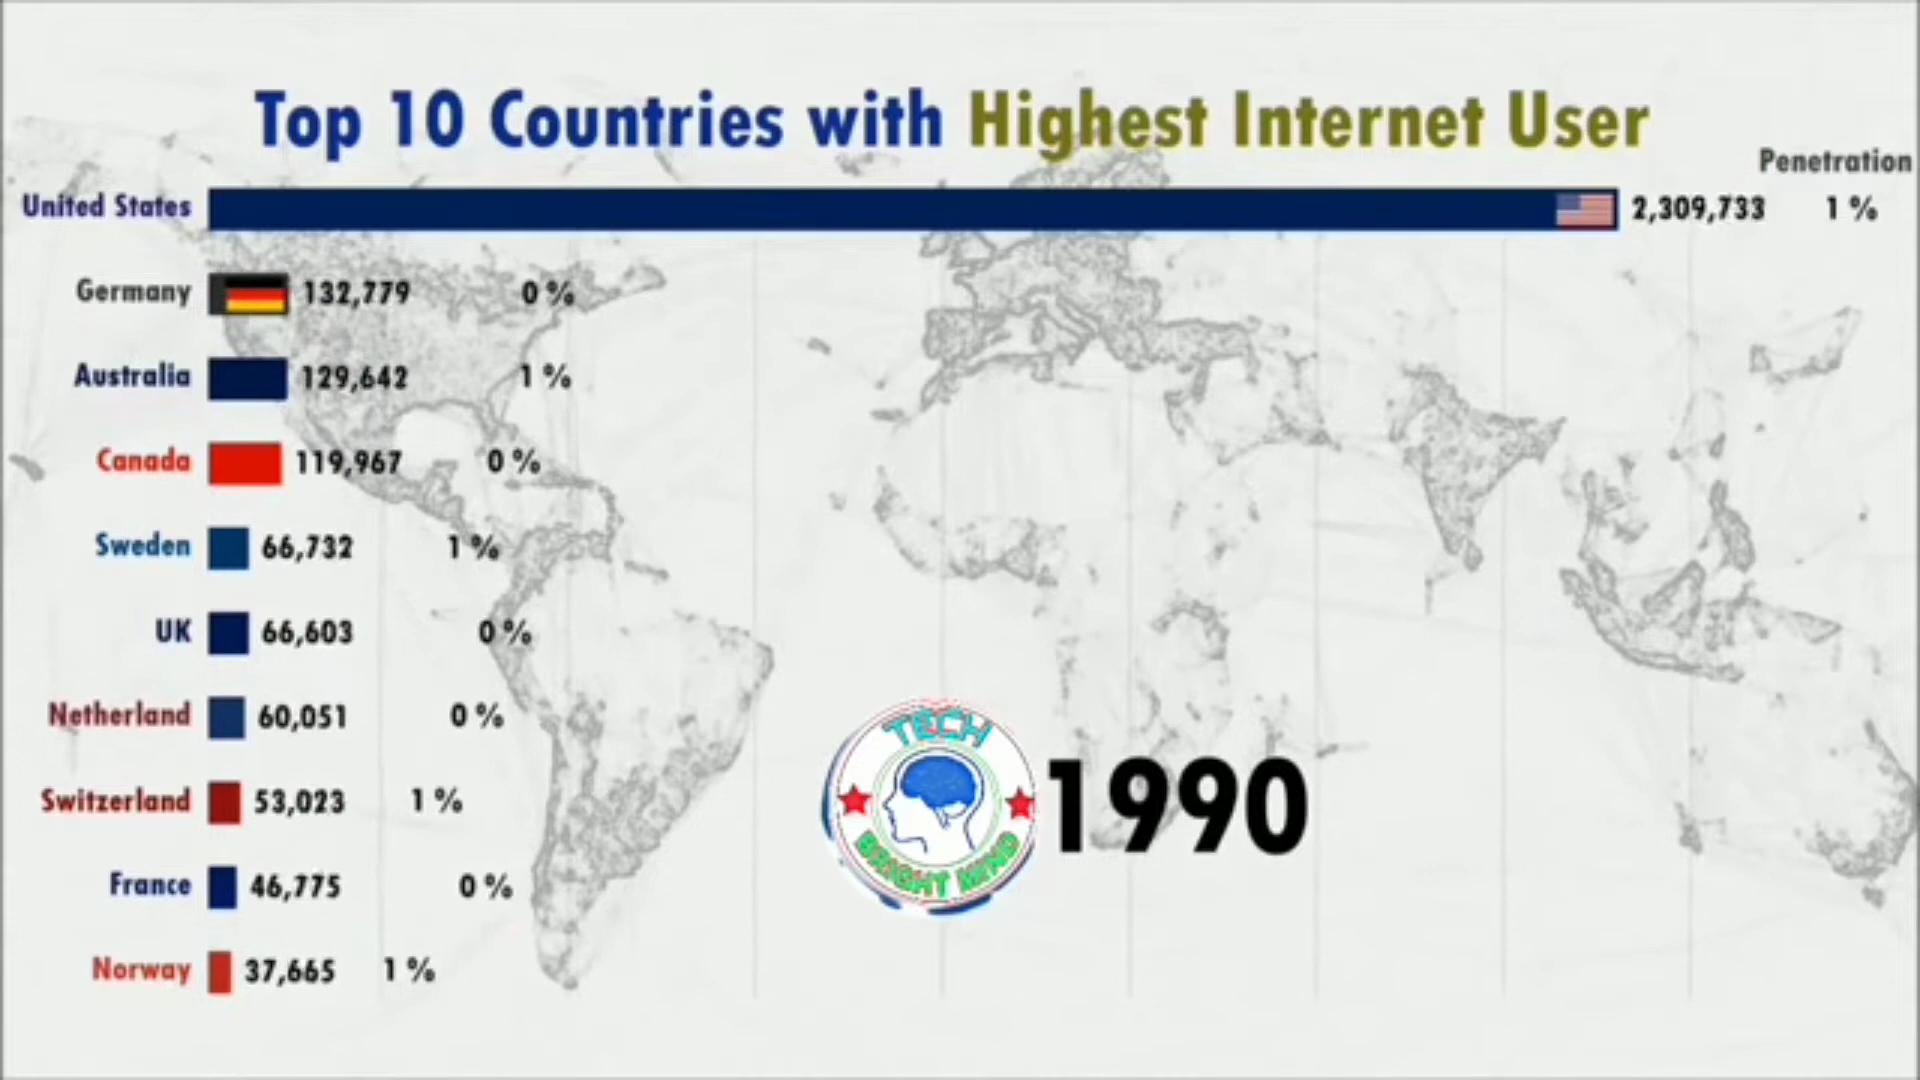 Top 10 Countries with Highest Internet User
Penetration
United States 2,309,733 1 %
Germany 132,779 0 %
Australia 129,642 1 %
Canada 119,967 0 %
Sweden 66,732 1 %
UK 66,603 0 %
Netherland 60,051 0 %
Switzerland 53,023 1 %
France 46,775 0 %
Norway 37,665 1 %
TECH
BRIGHT MIND
1990